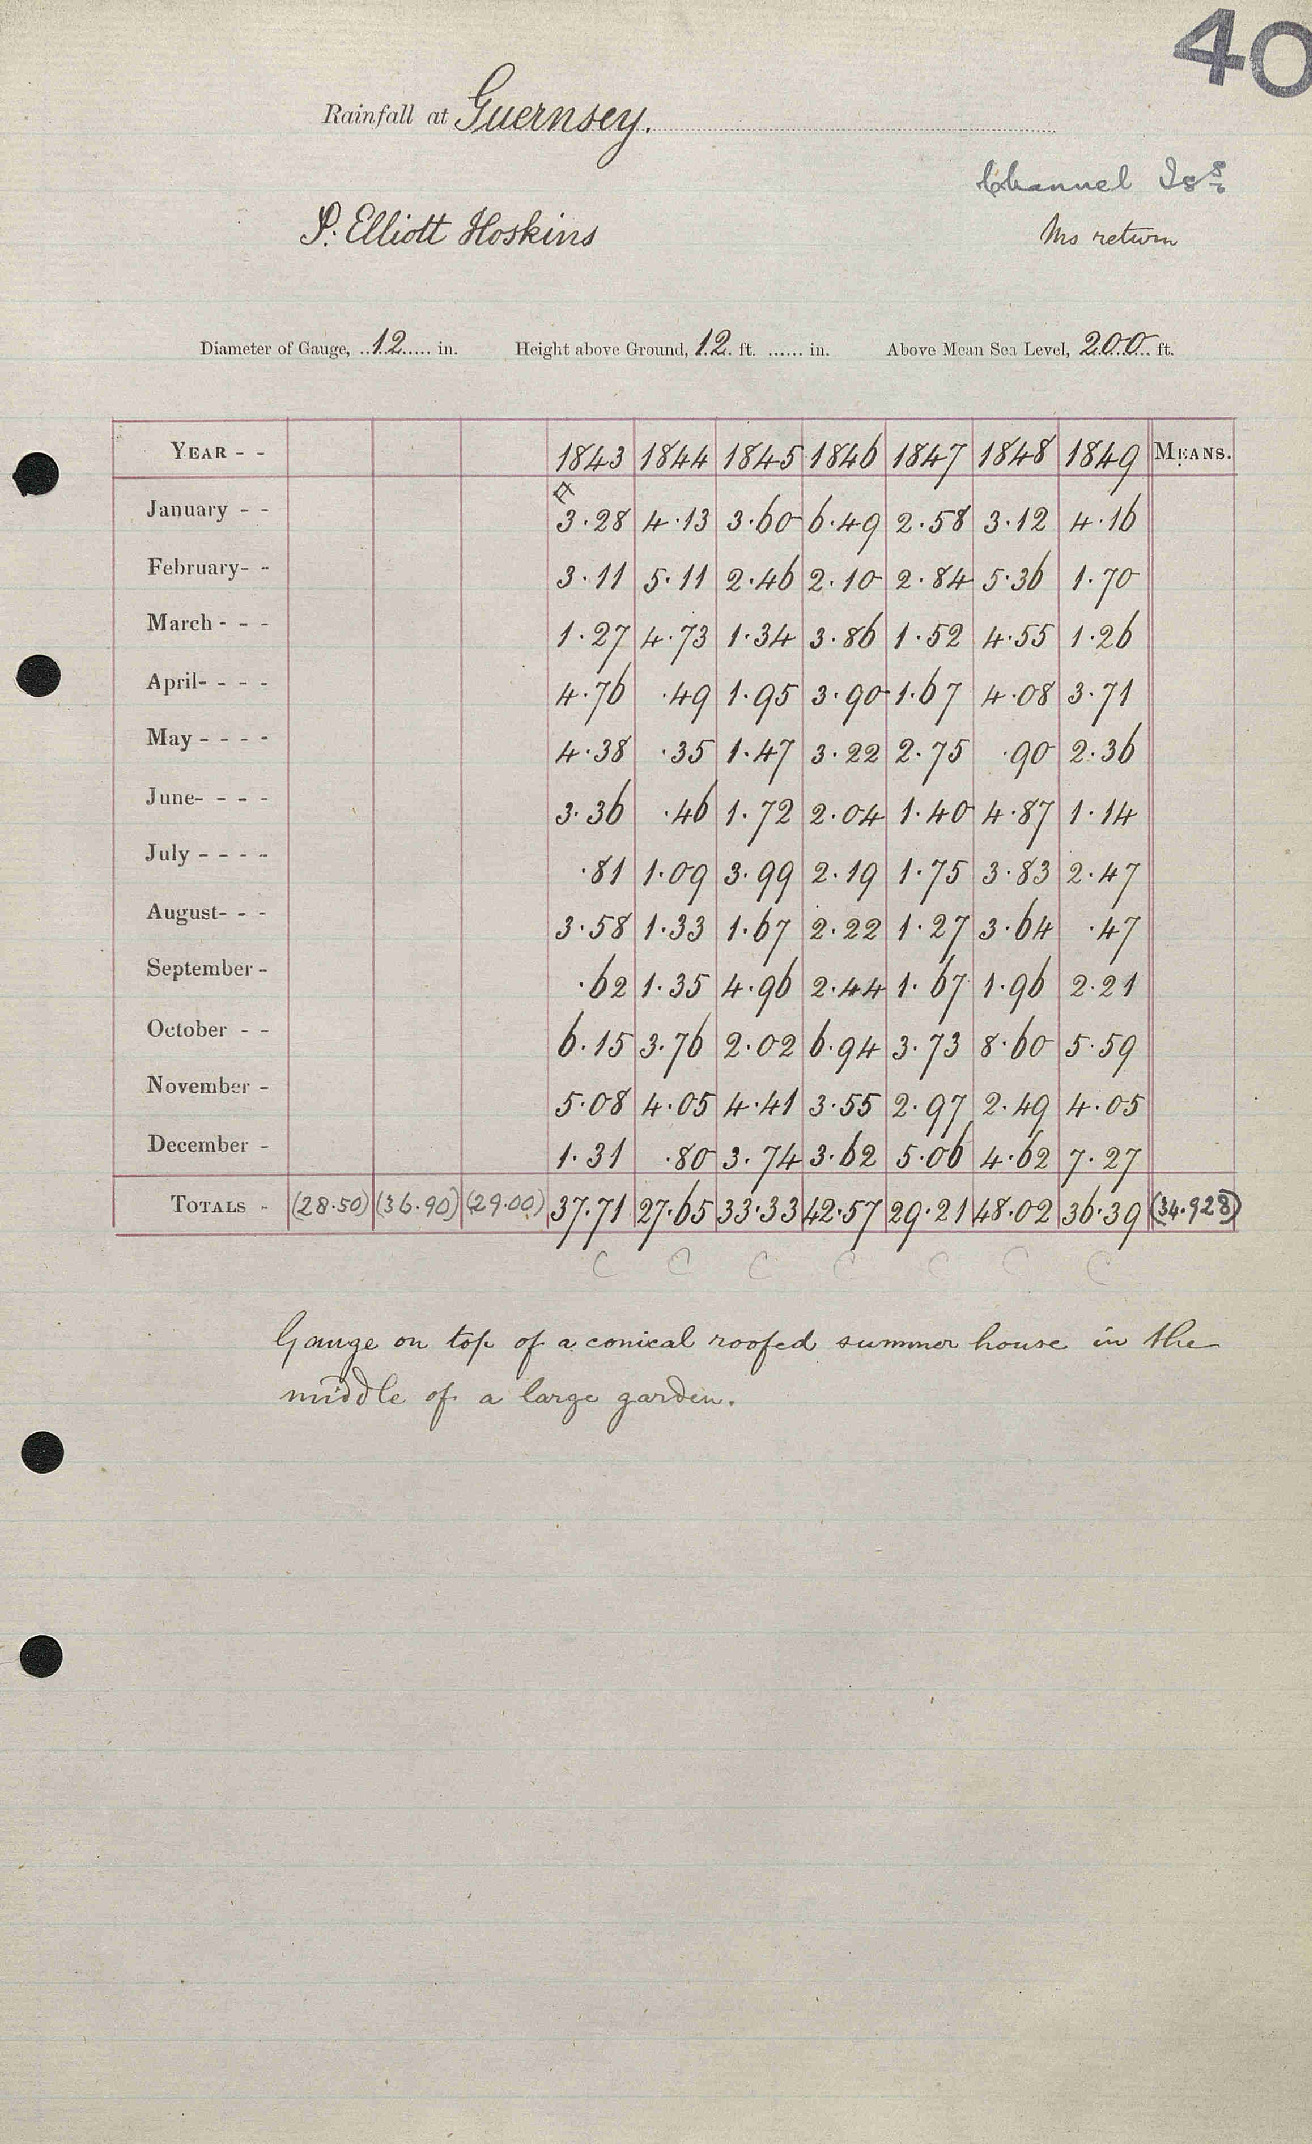 40
Rainfall at Guernsey.
Channel Iss
S. Elliott Hoskins Ms return
Diameter of Gauge, 12 in. Height above Ground, 12 ft. in. Above Mean Sea Level, 200 ft.
YEAR - - 1843 1844 1845 1846 1847 1848 1849 MEANS.
January - - 3.28 4.13 3.60 6.49 2.58 3.12 4.16
February- - 3.11 5.11 2.46 2.10 2.84 5.36 1.70
March - - - 1.27 4.73 1.34 3.86 1.52 4.55 1.26
April- - - - 4.76 .49 1.95 3.90 1.67 4.08 3.71
May - - - - 4.38 .35 1.47 3.22 2.75 .90 2.36
June- - - - 3.36 .46 1.72 2.04 1.40 4.87 1.14
July - - - - .81 1.09 3.99 2.19 1.75 3.83 2.47
August- - - 3.58 1.33 1.67 2.22 1.27 3.64 .47
September - .62 1.35 4.96 2.44 1.67 1.96 2.21
October - - 6.15 3.76 2.02 6.94 3.73 8.60 5.59
November - 5.08 4.05 4.41 3.55 2.97 2.49 4.05
December - 1.31 .80 3.74 3.62 5.06 4.62 7.27
TOTALS - (28.50) (36.90) (29.00) 37.71 27.65 33.33 42.57 29.21 48.02 36.39 (34.928)
C C C C C C C
Gauge on top of a conical roofed summer house in the
middle of a large garden.